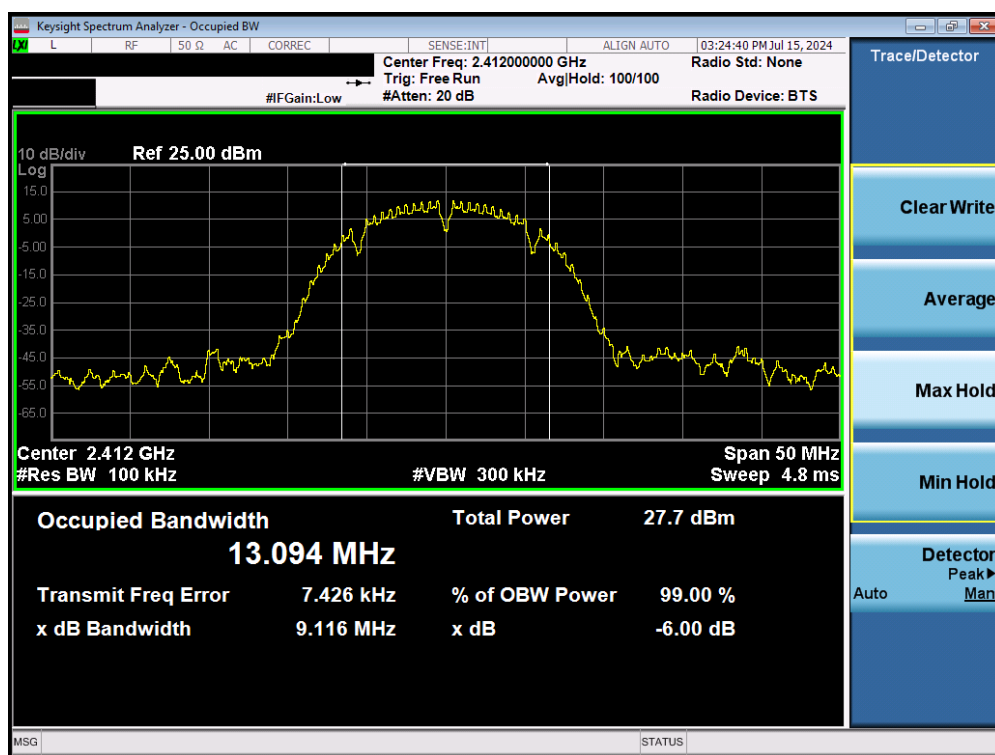 Keysight Spectrum Analyzer - Occupied BW
LXI L RF 50 Ω AC CORREC SENSE:INT ALIGN AUTO 03:24:40 PM Jul 15, 2024
Center Freq: 2.412000000 GHz Radio Std: None
Trig: Free Run Avg|Hold: 100/100
#IFGain:Low #Atten: 20 dB Radio Device: BTS
Trace/Detector
10 dB/div Ref 25.00 dBm
Log
15.0
5.00
-5.00
-15.0
-25.0
-35.0
-45.0
-55.0
-65.0
Center 2.412 GHz Span 50 MHz
#Res BW 100 kHz #VBW 300 kHz Sweep 4.8 ms
Occupied Bandwidth Total Power 27.7 dBm
13.094 MHz
Transmit Freq Error 7.426 kHz % of OBW Power 99.00 %
x dB Bandwidth 9.116 MHz x dB -6.00 dB
Clear Write
Average
Max Hold
Min Hold
Detector
Peak▶
Auto Man
MSG STATUS